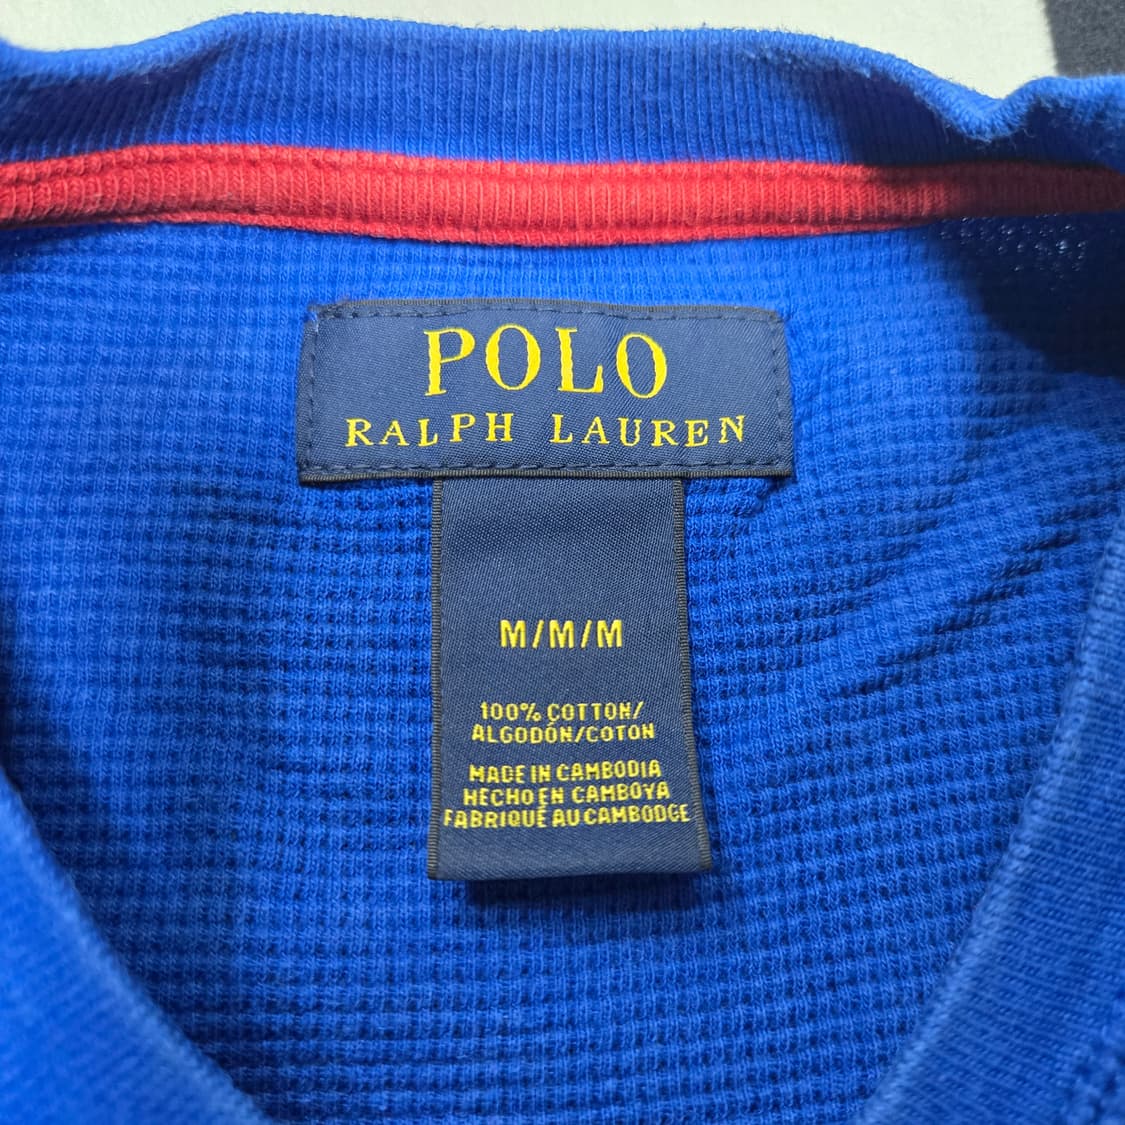 POLO
RALPH LAUREN
M/M/M
100% COTTON/
ALGODÓN/COTON
MADE IN CAMBODIA
HECHO EN CAMBOYA
FABRIQUÉ AU CAMBODGE